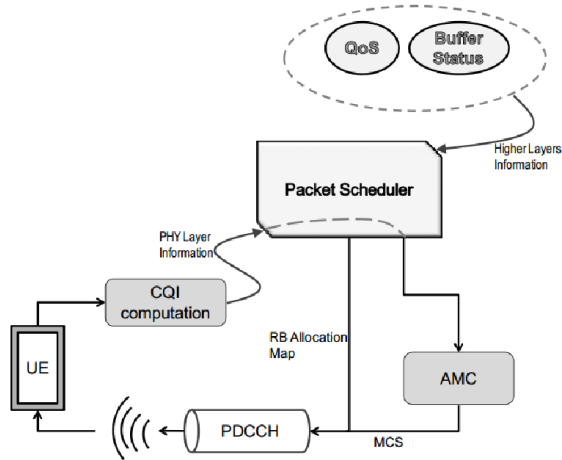 QoS
Buffer
Status
Higher Layers
Information
Packet Scheduler
PHY Layer
Information
CQI
computation
RB Allocation
Map
UE
AMC
PDCCH
MCS